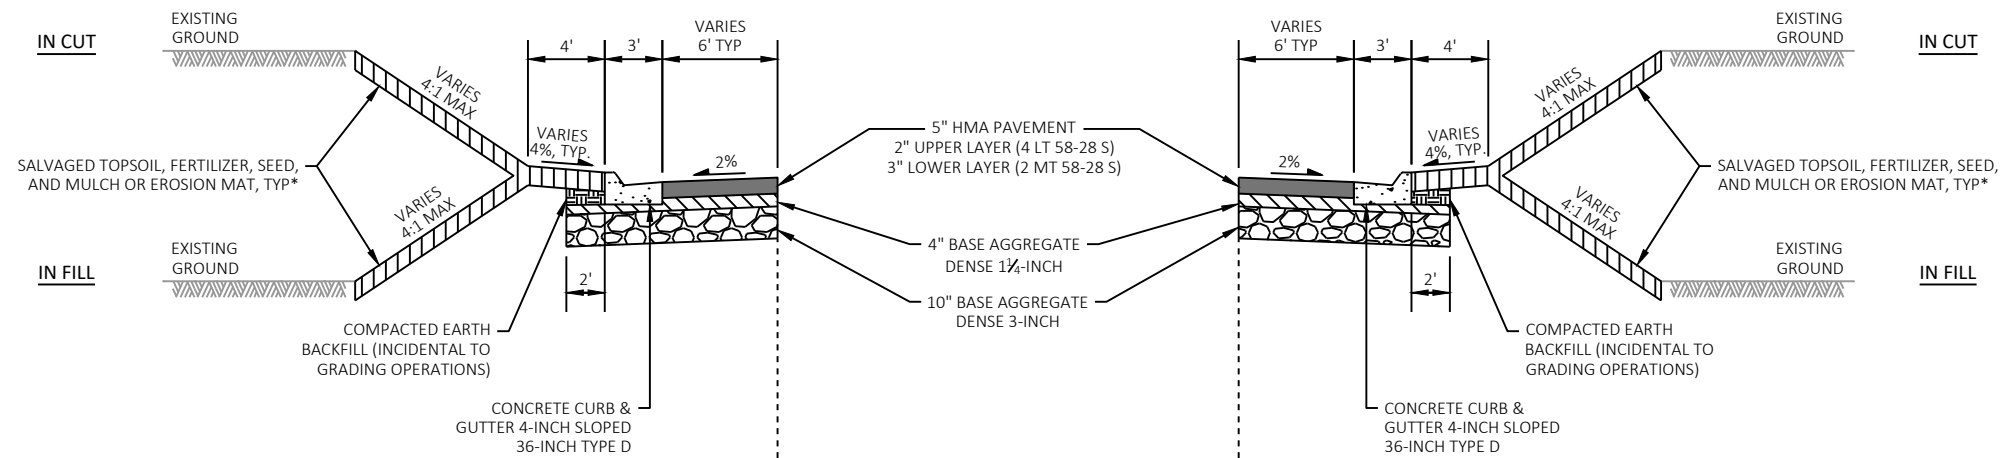 IN CUT
EXISTING
GROUND
VARIES
4:1 MAX
4'
3'
VARIES
6' TYP
VARIES
4%, TYP.
2%
SALVAGED TOPSOIL, FERTILIZER, SEED,
AND MULCH OR EROSION MAT, TYP*
VARIES
4:1 MAX
IN FILL
EXISTING
GROUND
2'
COMPACTED EARTH
BACKFILL (INCIDENTAL TO
GRADING OPERATIONS)
CONCRETE CURB &
GUTTER 4-INCH SLOPED
36-INCH TYPE D
5" HMA PAVEMENT
2" UPPER LAYER (4 LT 58-28 S)
3" LOWER LAYER (2 MT 58-28 S)
4" BASE AGGREGATE
DENSE 1¼-INCH
10" BASE AGGREGATE
DENSE 3-INCH
VARIES
6' TYP
3'
4'
2%
VARIES
4%, TYP.
VARIES
4:1 MAX
EXISTING
GROUND
IN CUT
SALVAGED TOPSOIL, FERTILIZER, SEED,
AND MULCH OR EROSION MAT, TYP*
VARIES
4:1 MAX
EXISTING
GROUND
IN FILL
2'
COMPACTED EARTH
BACKFILL (INCIDENTAL TO
GRADING OPERATIONS)
CONCRETE CURB &
GUTTER 4-INCH SLOPED
36-INCH TYPE D